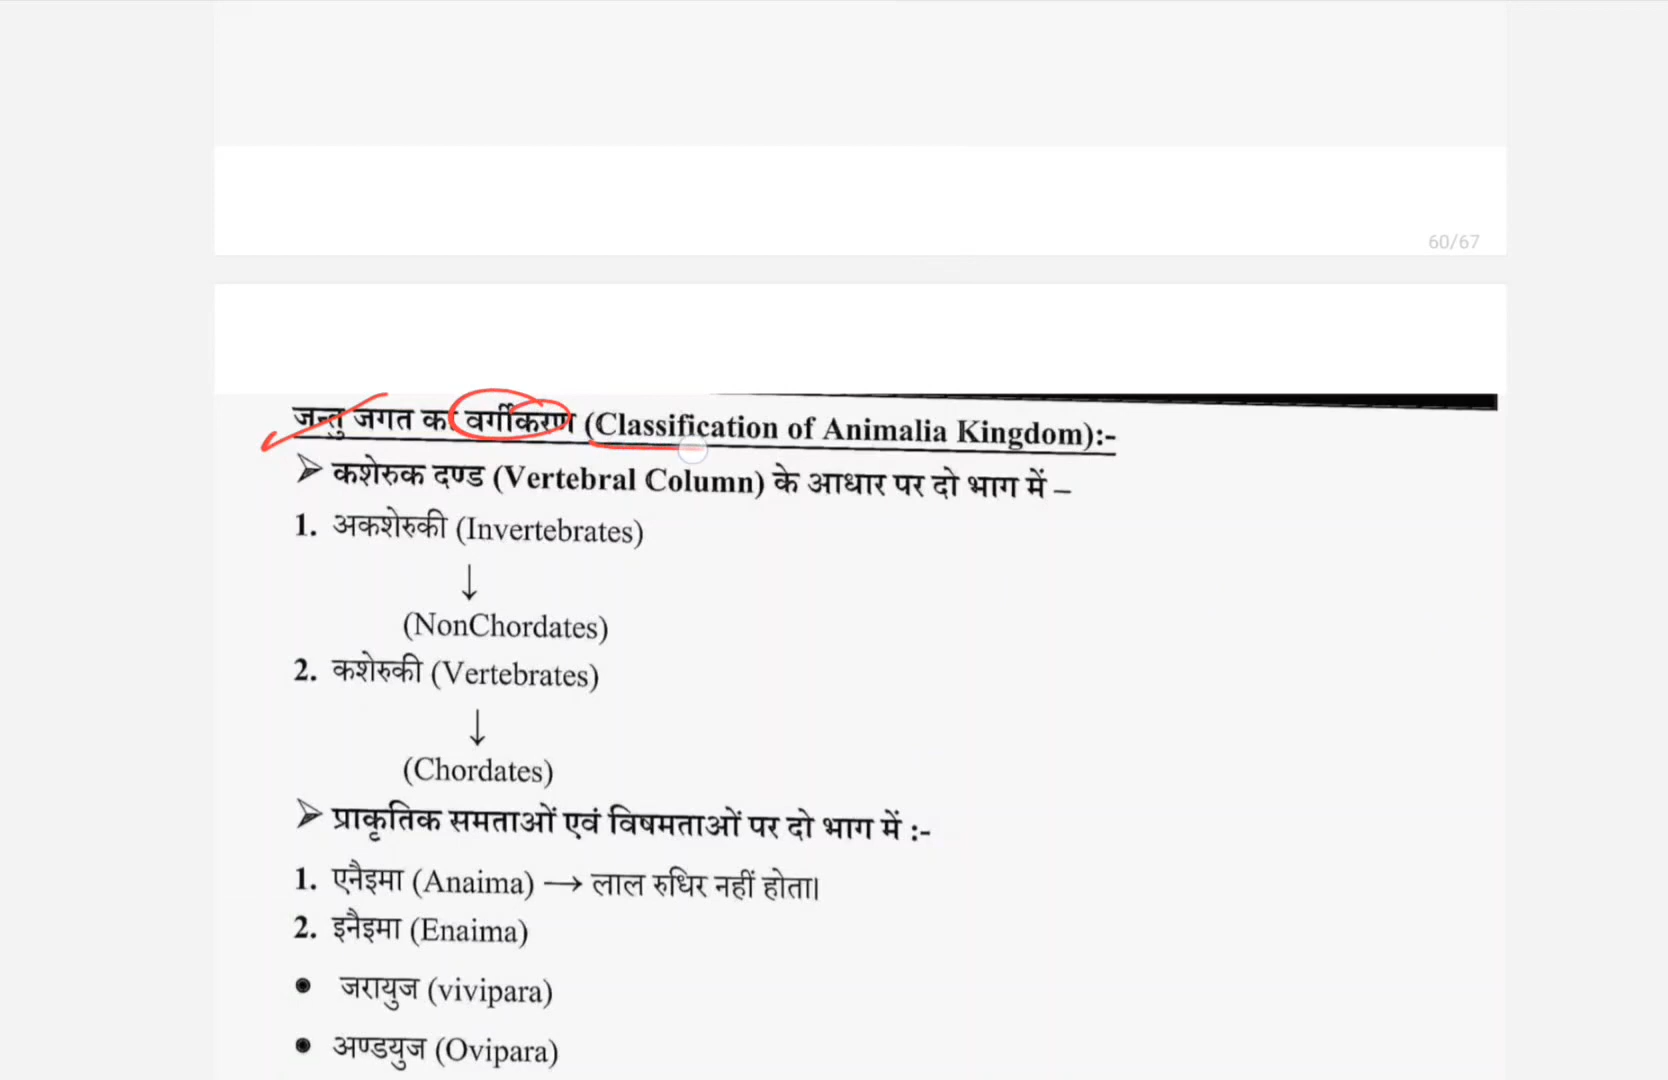 60/67
जन्तु जगत का वर्गीकरण (Classification of Animalia Kingdom):-
➢ कशेरुक दण्ड (Vertebral Column) के आधार पर दो भाग में –
1. अकशेरुकी (Invertebrates)
↓
(NonChordates)
2. कशेरुकी (Vertebrates)
↓
(Chordates)
➢ प्राकृतिक समताओं एवं विषमताओं पर दो भाग में :-
1. एनैइमा (Anaima) → लाल रुधिर नहीं होता।
2. इनैइमा (Enaima)
● जरायुज (vivipara)
● अण्डयुज (Ovipara)